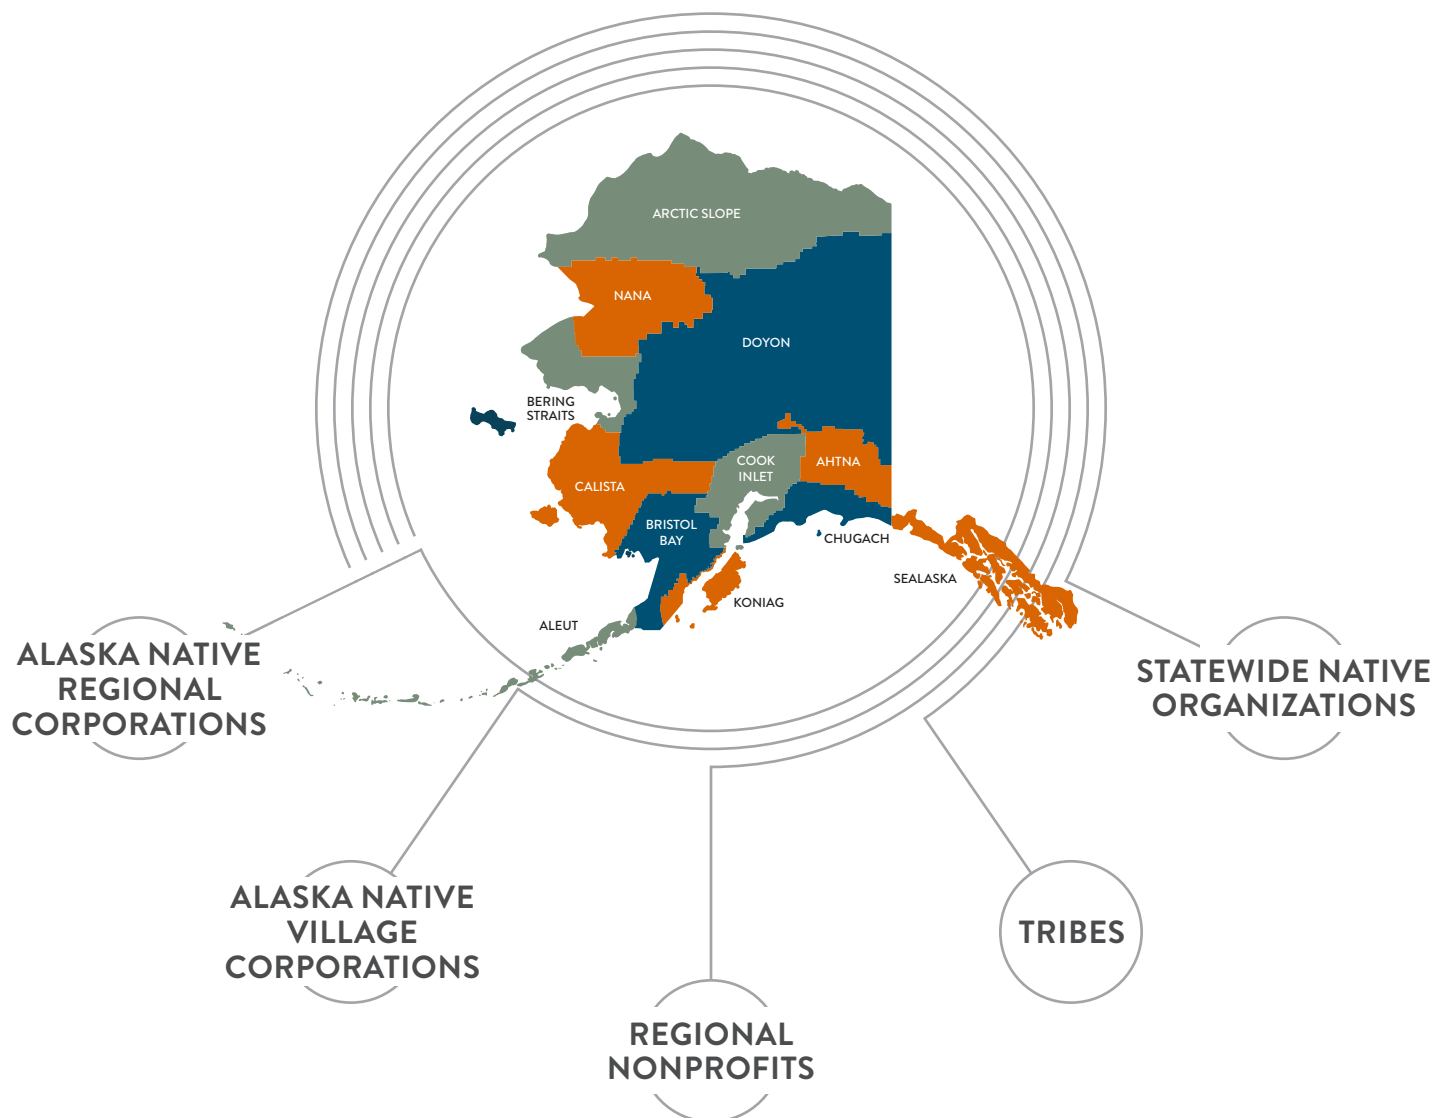 ARCTIC SLOPE
NANA
DOYON
BERING
STRAITS
COOK
INLET
AHTNA
CALISTA
BRISTOL
BAY
CHUGACH
SEALASKA
KONIAG
ALEUT
ALASKA NATIVE
REGIONAL
CORPORATIONS
STATEWIDE NATIVE
ORGANIZATIONS
ALASKA NATIVE
VILLAGE
CORPORATIONS
TRIBES
REGIONAL
NONPROFITS